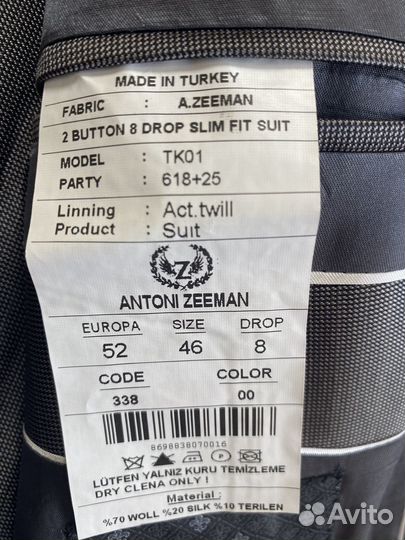 MADE IN TURKEY
FABRIC : A.ZEEMAN
2 BUTTON 8 DROP SLIM FIT SUIT
MODEL : TK01
PARTY : 618+25
Linning : Act.twill
Product : Suit
Z
ANTONI ZEEMAN
EUROPA SIZE DROP
52 46 8
CODE COLOR
338 00
8698838070016
LÜTFEN YALNIZ KURU TEMİZLEME
DRY CLENA ONLY !
Material :
%70 WOLL %20 SILK %10 TERILEN
Avito